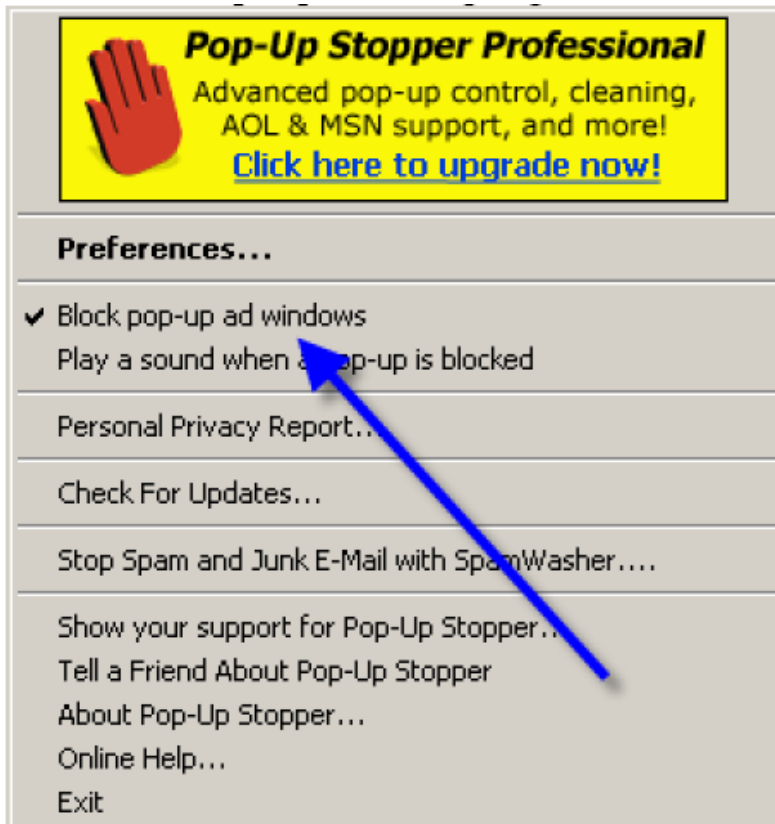 Pop-Up Stopper Professional
Advanced pop-up control, cleaning,
AOL & MSN support, and more!
Click here to upgrade now!
Preferences...
Block pop-up ad windows
Play a sound when a pop-up is blocked
Personal Privacy Report...
Check For Updates...
Stop Spam and Junk E-Mail with SpamWasher....
Show your support for Pop-Up Stopper...
Tell a Friend About Pop-Up Stopper
About Pop-Up Stopper...
Online Help...
Exit